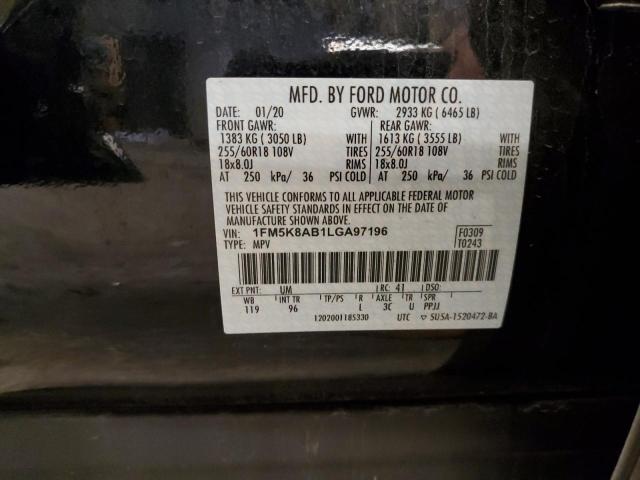 MFD. BY FORD MOTOR CO.
DATE: 01/20 GVWR: 2933 KG ( 6465 LB)
FRONT GAWR: REAR GAWR:
1383 KG ( 3050 LB) WITH 1613 KG ( 3555 LB) WITH
255/60R18 108V TIRES 255/60R18 108V TIRES
18x8.0J RIMS 18x8.0J RIMS
AT 250 kPa/ 36 PSI COLD AT 250 kPa/ 36 PSI COLD
THIS VEHICLE CONFORMS TO ALL APPLICABLE FEDERAL MOTOR
VEHICLE SAFETY STANDARDS IN EFFECT ON THE DATE OF
MANUFACTURE SHOWN ABOVE.
VIN: 1FM5K8AB1LGA97196 F0309
TYPE: MPV T0243
EXT PNT: UM RC: 41 DSO:
WB INT TR TP/PS R AXLE TR SPR
119 96 L 3C U PPJJ
1202001185330 UTC ▽ 5U5A-1520472-BA